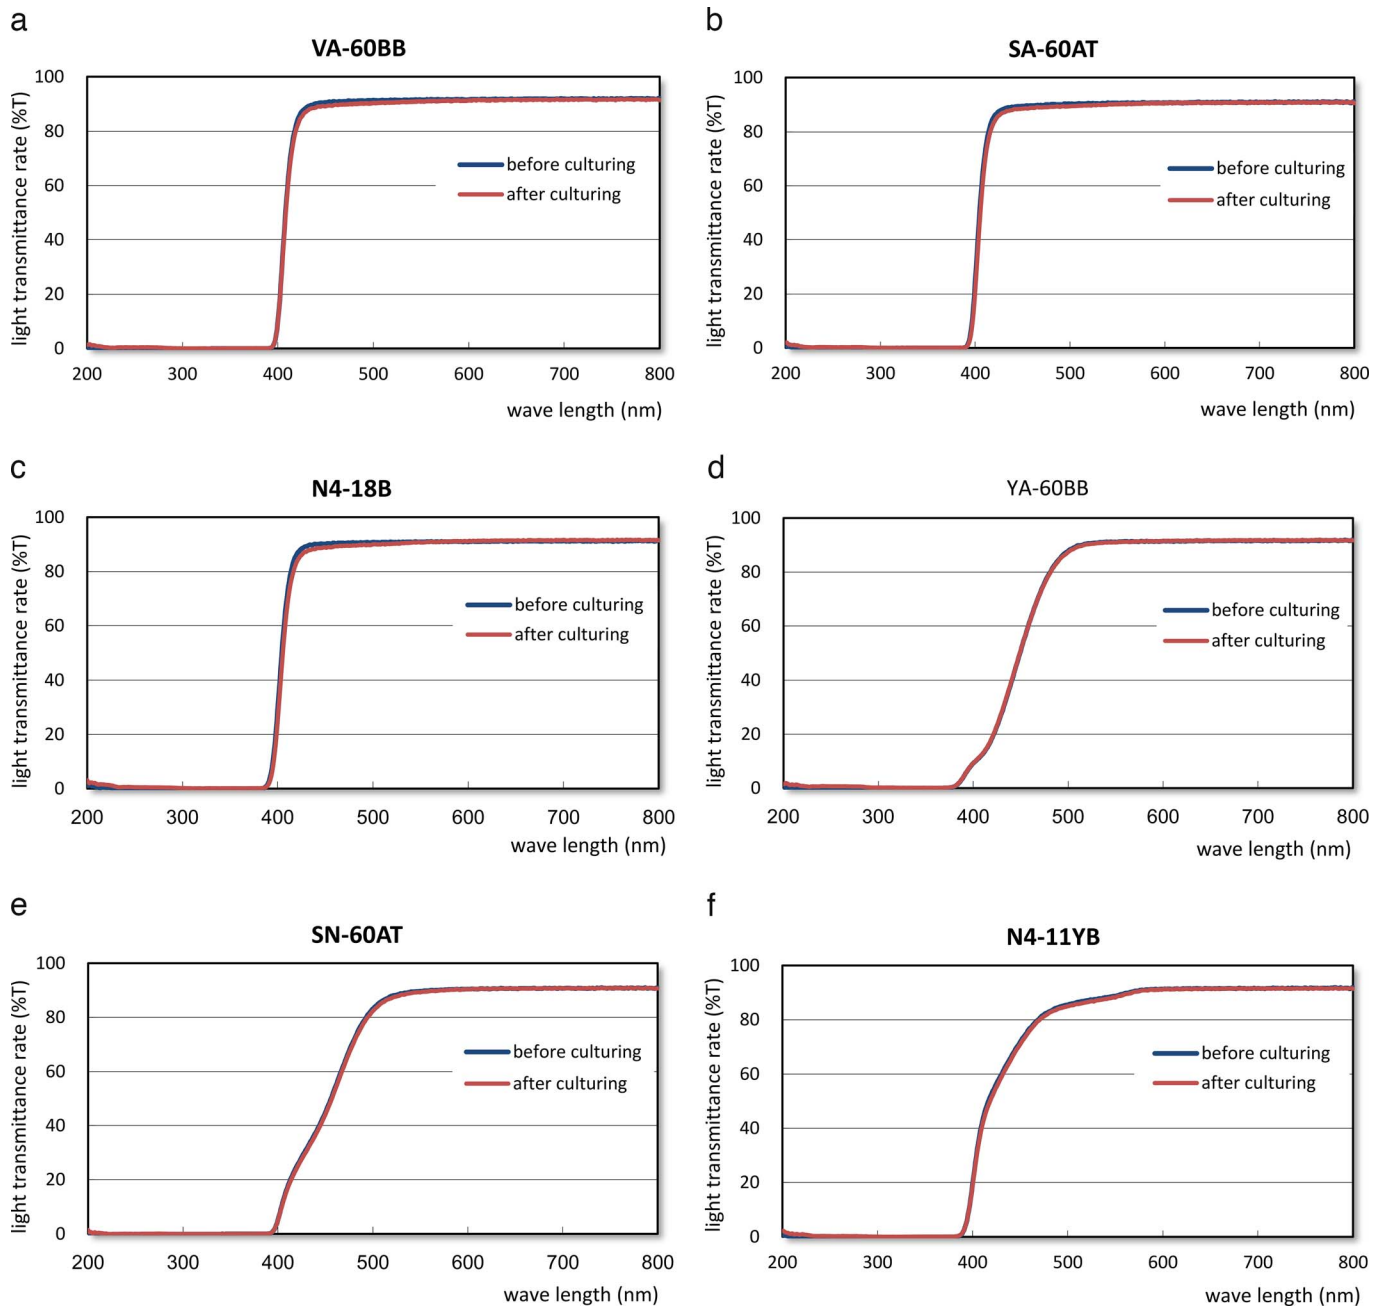 a
VA-60BB
light transmittance rate (%T)
100
80
60
40
20
0
200 300 400 500 600 700 800
wave length (nm)
before culturing
after culturing
b
SA-60AT
light transmittance rate (%T)
100
80
60
40
20
0
200 300 400 500 600 700 800
wave length (nm)
before culturing
after culturing
c
N4-18B
light transmittance rate (%T)
100
80
60
40
20
0
200 300 400 500 600 700 800
wave length (nm)
before culturing
after culturing
d
YA-60BB
light transmittance rate (%T)
100
80
60
40
20
0
200 300 400 500 600 700 800
wave length (nm)
before culturing
after culturing
e
SN-60AT
light transmittance rate (%T)
100
80
60
40
20
0
200 300 400 500 600 700 800
wave length (nm)
before culturing
after culturing
f
N4-11YB
light transmittance rate (%T)
100
80
60
40
20
0
200 300 400 500 600 700 800
wave length (nm)
before culturing
after culturing